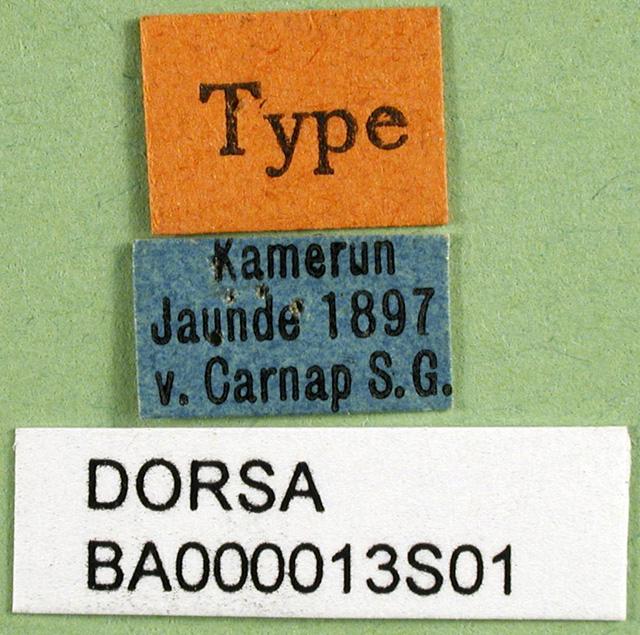 Type
Kamerun
Jaunde 1897
v. Carnap S.G.
DORSA
BA000013S01